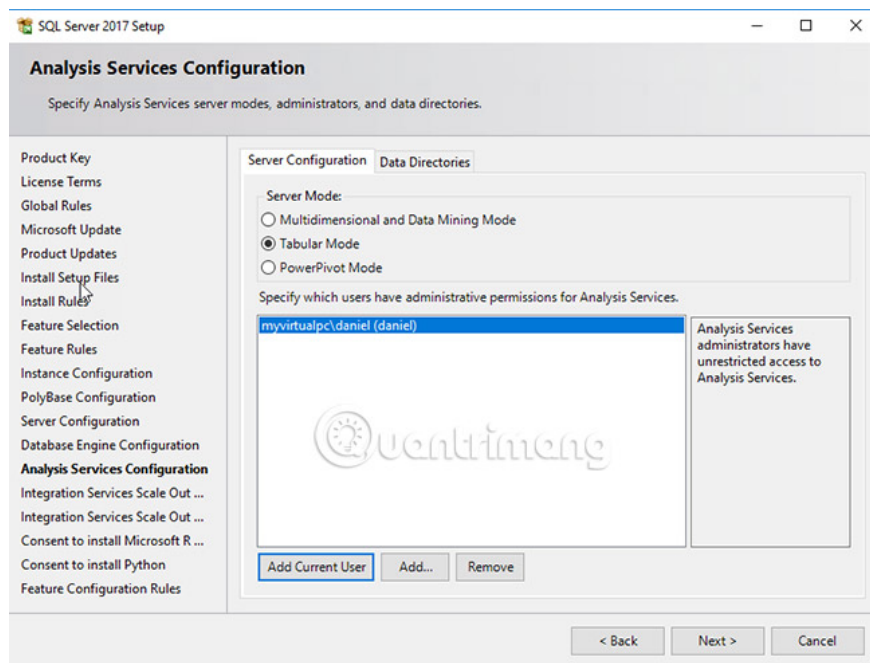 SQL Server 2017 Setup
Analysis Services Configuration
Specify Analysis Services server modes, administrators, and data directories.
Product Key
License Terms
Global Rules
Microsoft Update
Product Updates
Install Setup Files
Install Rules
Feature Selection
Feature Rules
Instance Configuration
PolyBase Configuration
Server Configuration
Database Engine Configuration
Analysis Services Configuration
Integration Services Scale Out ...
Integration Services Scale Out ...
Consent to install Microsoft R ...
Consent to install Python
Feature Configuration Rules
Server Configuration Data Directories
Server Mode:
Multidimensional and Data Mining Mode
Tabular Mode
PowerPivot Mode
Specify which users have administrative permissions for Analysis Services.
myvirtualpc\daniel (daniel)
Analysis Services
administrators have
unrestricted access to
Analysis Services.
Quantrimang
Add Current User Add... Remove
< Back Next > Cancel